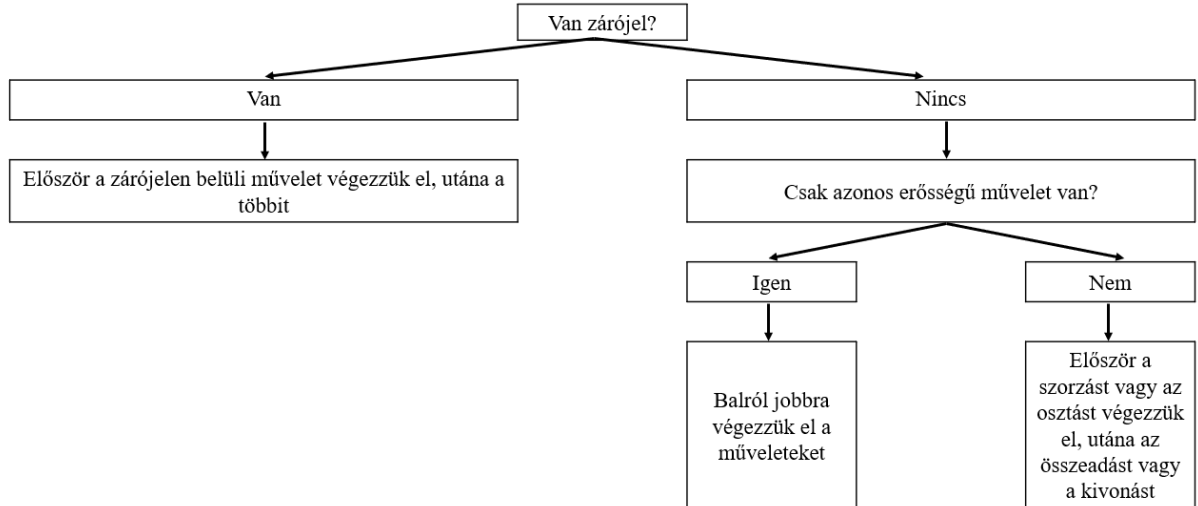 Van zárójel?
Van
Nincs
Először a zárójelen belüli művelet végezzük el, utána a
többit
Csak azonos erősségű művelet van?
Igen
Nem
Balról jobbra
végezzük el a
műveleteket
Először a
szorzást vagy az
osztást végezzük
el, utána az
összeadást vagy
a kivonást